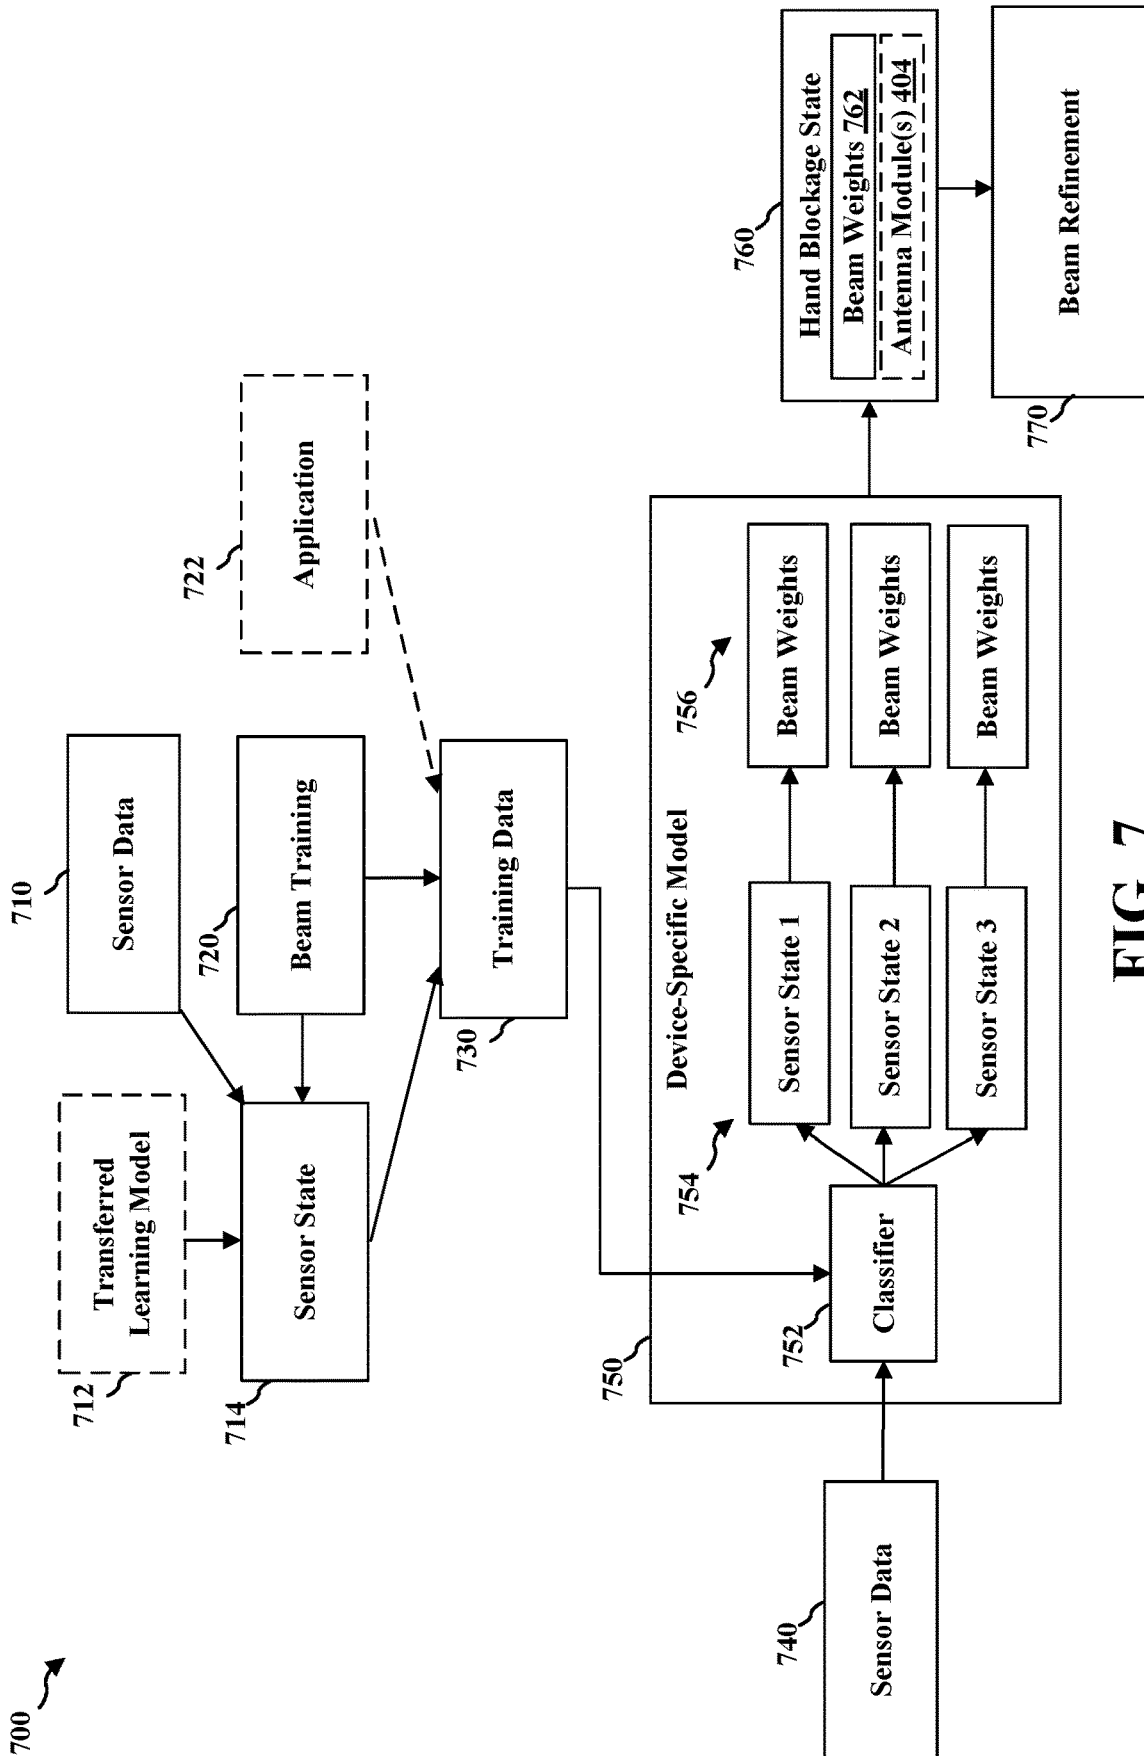 700
710
Sensor Data
712
Transferred
Learning Model
714
Sensor State
720
Beam Training
722
Application
730
Training Data
740
Sensor Data
750
Device-Specific Model
752
Classifier
754
Sensor State 1
Sensor State 2
Sensor State 3
756
Beam Weights
Beam Weights
Beam Weights
760
Hand Blockage State
Beam Weights 762
Antenna Module(s) 404
770
Beam Refinement
FIG. 7